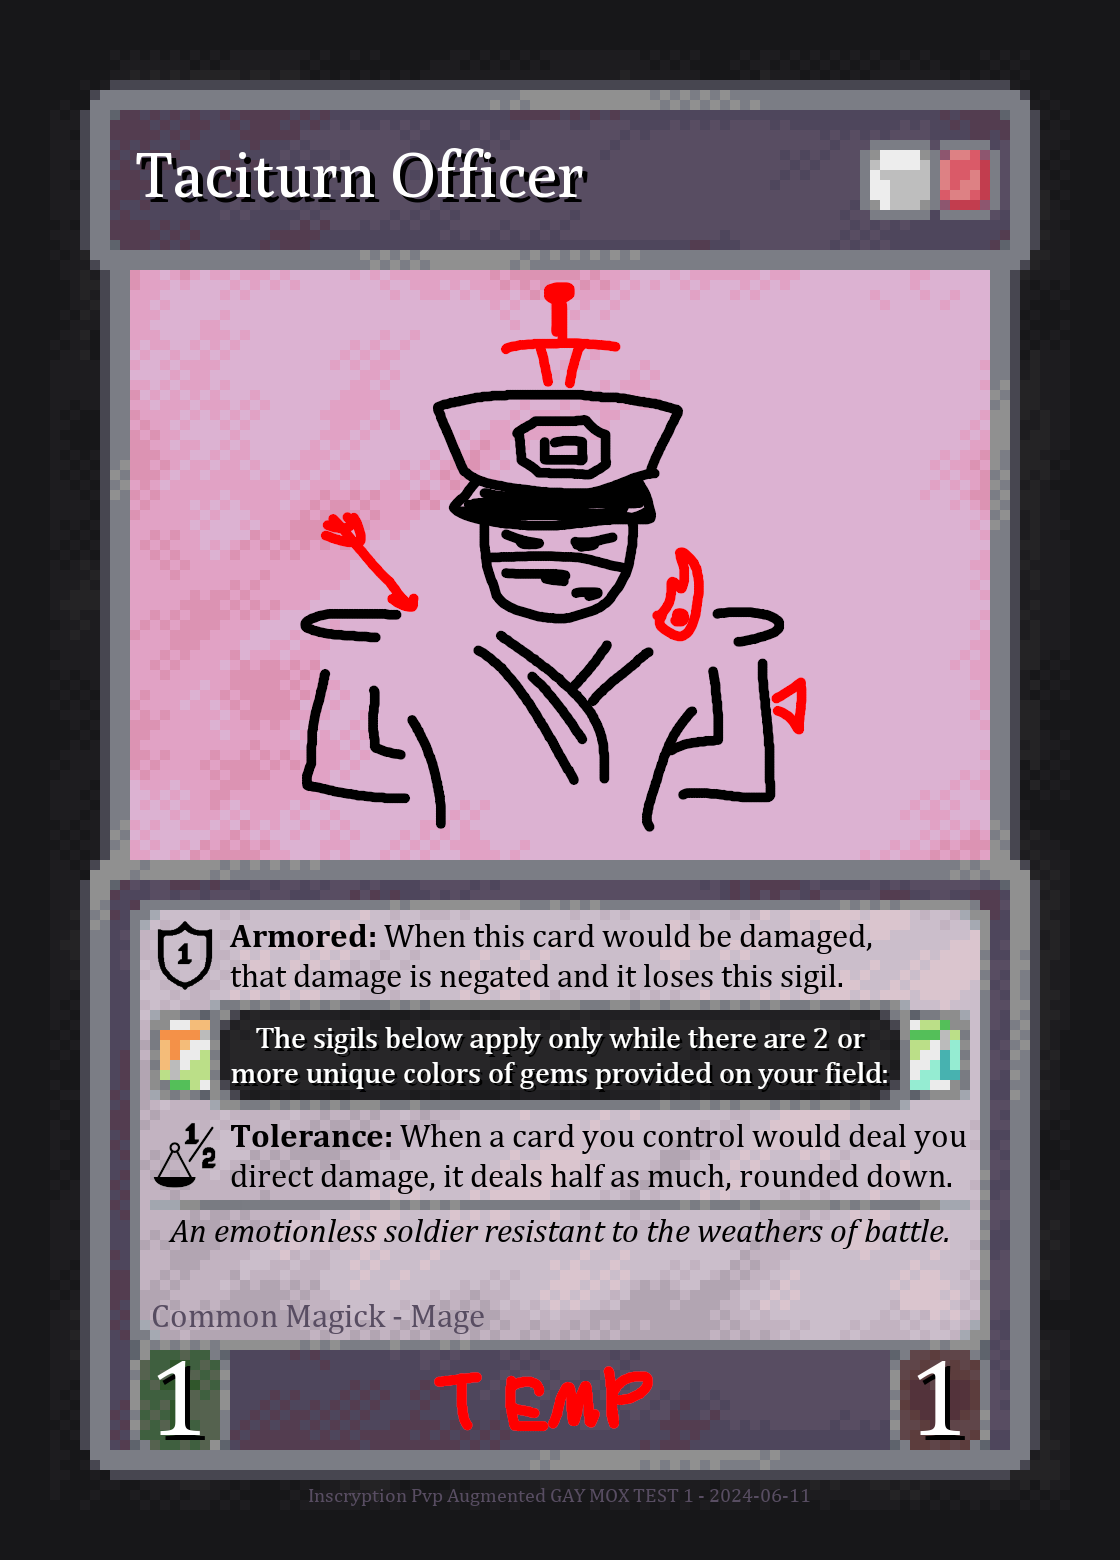 Taciturn Officer
1
Armored: When this card would be damaged,
that damage is negated and it loses this sigil.
The sigils below apply only while there are 2 or
more unique colors of gems provided on your field:
1/2
Tolerance: When a card you control would deal you
direct damage, it deals half as much, rounded down.
An emotionless soldier resistant to the weathers of battle.
Common Magick - Mage
1 TEMP 1
Inscryption Pvp Augmented GAY MOX TEST 1 - 2024-06-11